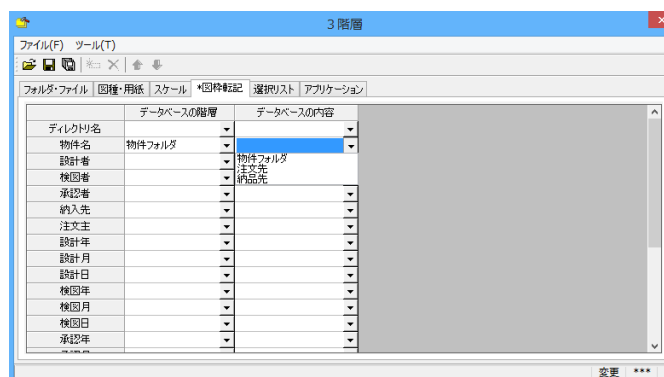 3階層
ファイル(F) ツール(T)
フォルダ・ファイル 図種・用紙 スケール *図枠転記 選択リスト アプリケーション
データベースの階層 データベースの内容
ディレクトリ名
物件名 物件フォルダ
設計者 物件フォルダ
注文先
検図者 納品先
承認者
納入先
注文主
設計年
設計月
設計日
検図年
検図月
検図日
承認年
変更 ***